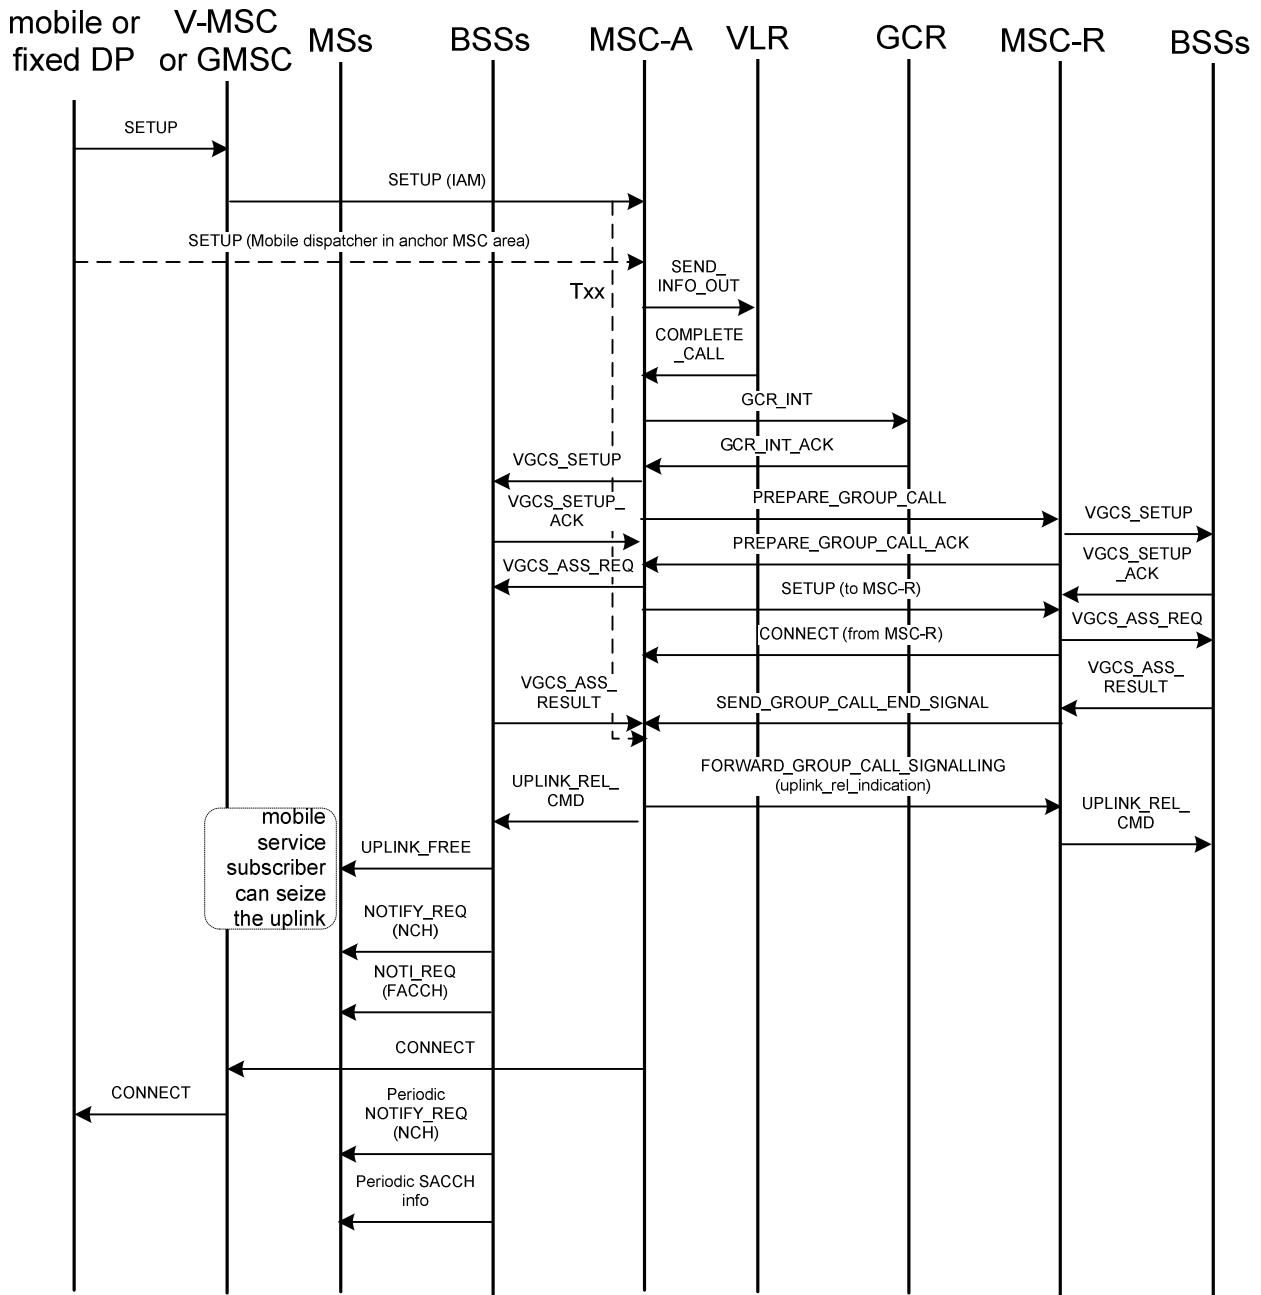 mobile or
fixed DP
V-MSC
or GMSC
MSs
BSSs
MSC-A
VLR
GCR
MSC-R
BSSs
SETUP
SETUP (IAM)
SETUP (Mobile dispatcher in anchor MSC area)
Txx
SEND_
INFO_OUT
COMPLETE
_CALL
GCR_INT
GCR_INT_ACK
VGCS_SETUP
VGCS_SETUP_
ACK
PREPARE_GROUP_CALL
VGCS_SETUP
PREPARE_GROUP_CALL_ACK
VGCS_SETUP
_ACK
VGCS_ASS_REQ
SETUP (to MSC-R)
CONNECT (from MSC-R)
VGCS_ASS_REQ
VGCS_ASS_
RESULT
VGCS_ASS_
RESULT
SEND_GROUP_CALL_END_SIGNAL
FORWARD_GROUP_CALL_SIGNALLING
(uplink_rel_indication)
UPLINK_REL_
CMD
UPLINK_REL_
CMD
mobile
service
subscriber
can seize
the uplink
UPLINK_FREE
NOTIFY_REQ
(NCH)
NOTI_REQ
(FACCH)
CONNECT
CONNECT
Periodic
NOTIFY_REQ
(NCH)
Periodic SACCH
info